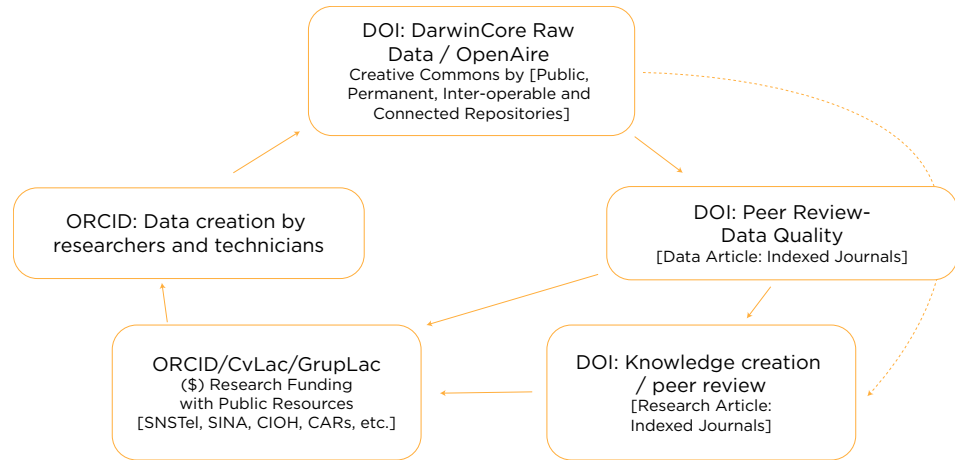 DOI: DarwinCore Raw
Data / OpenAire
Creative Commons by [Public,
Permanent, Inter-operable and
Connected Repositories]
ORCID: Data creation by
researchers and technicians
DOI: Peer Review-
Data Quality
[Data Article: Indexed Journals]
ORCID/CvLac/GrupLac
($) Research Funding
with Public Resources
[SNSTel, SINA, CIOH, CARs, etc.]
DOI: Knowledge creation
/ peer review
[Research Article:
Indexed Journals]